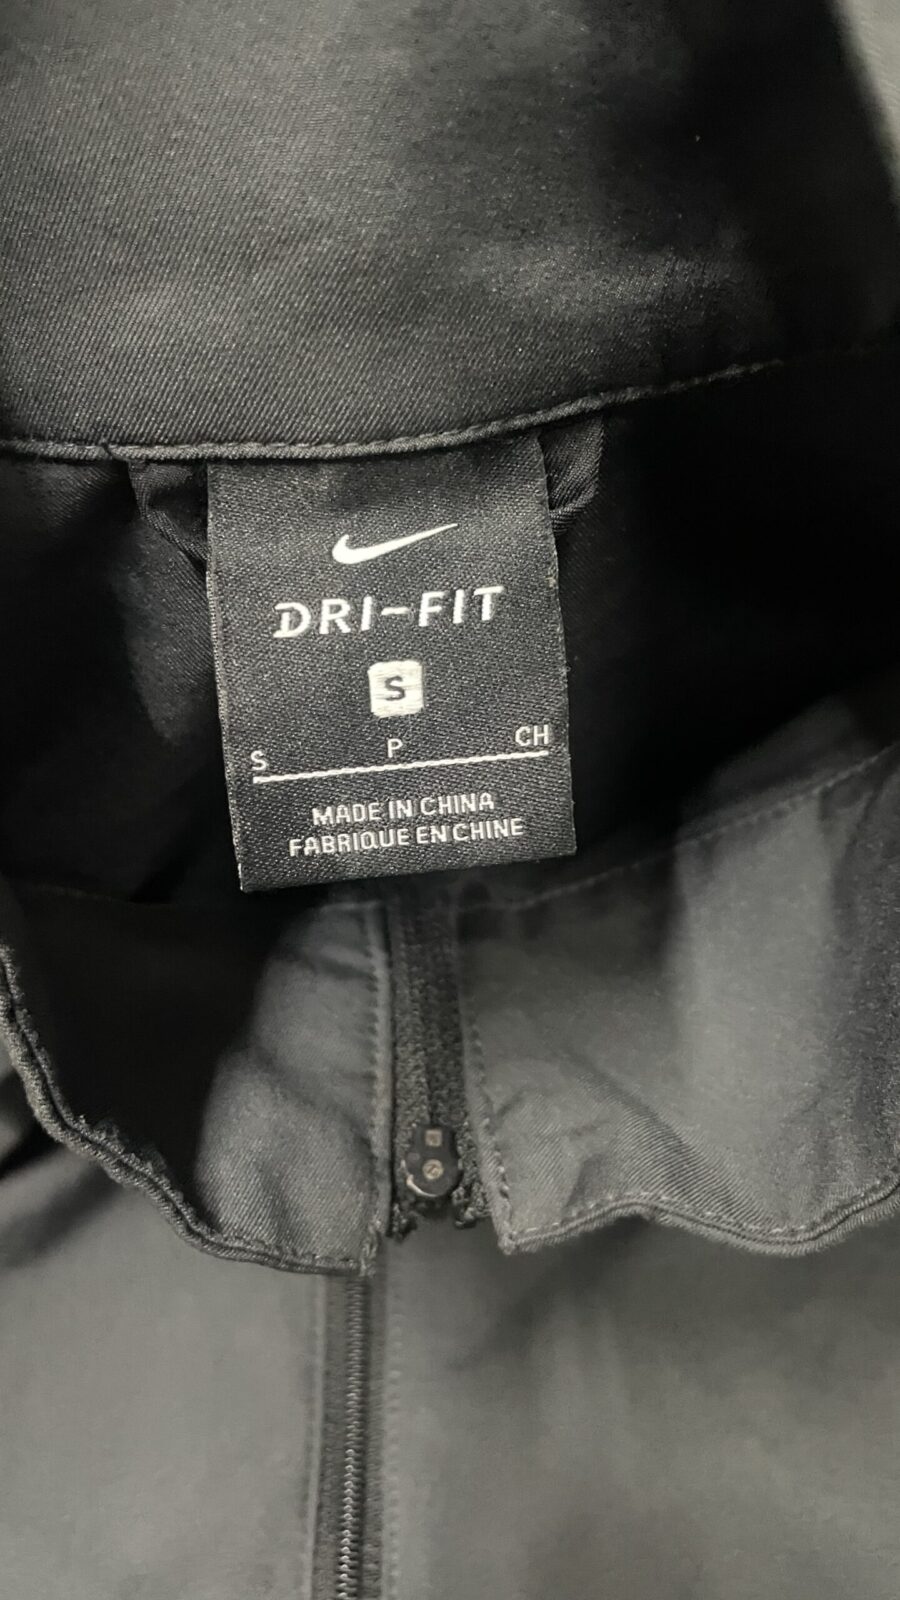 DRI-FIT
S
S P CH
MADE IN CHINA
FABRIQUE EN CHINE